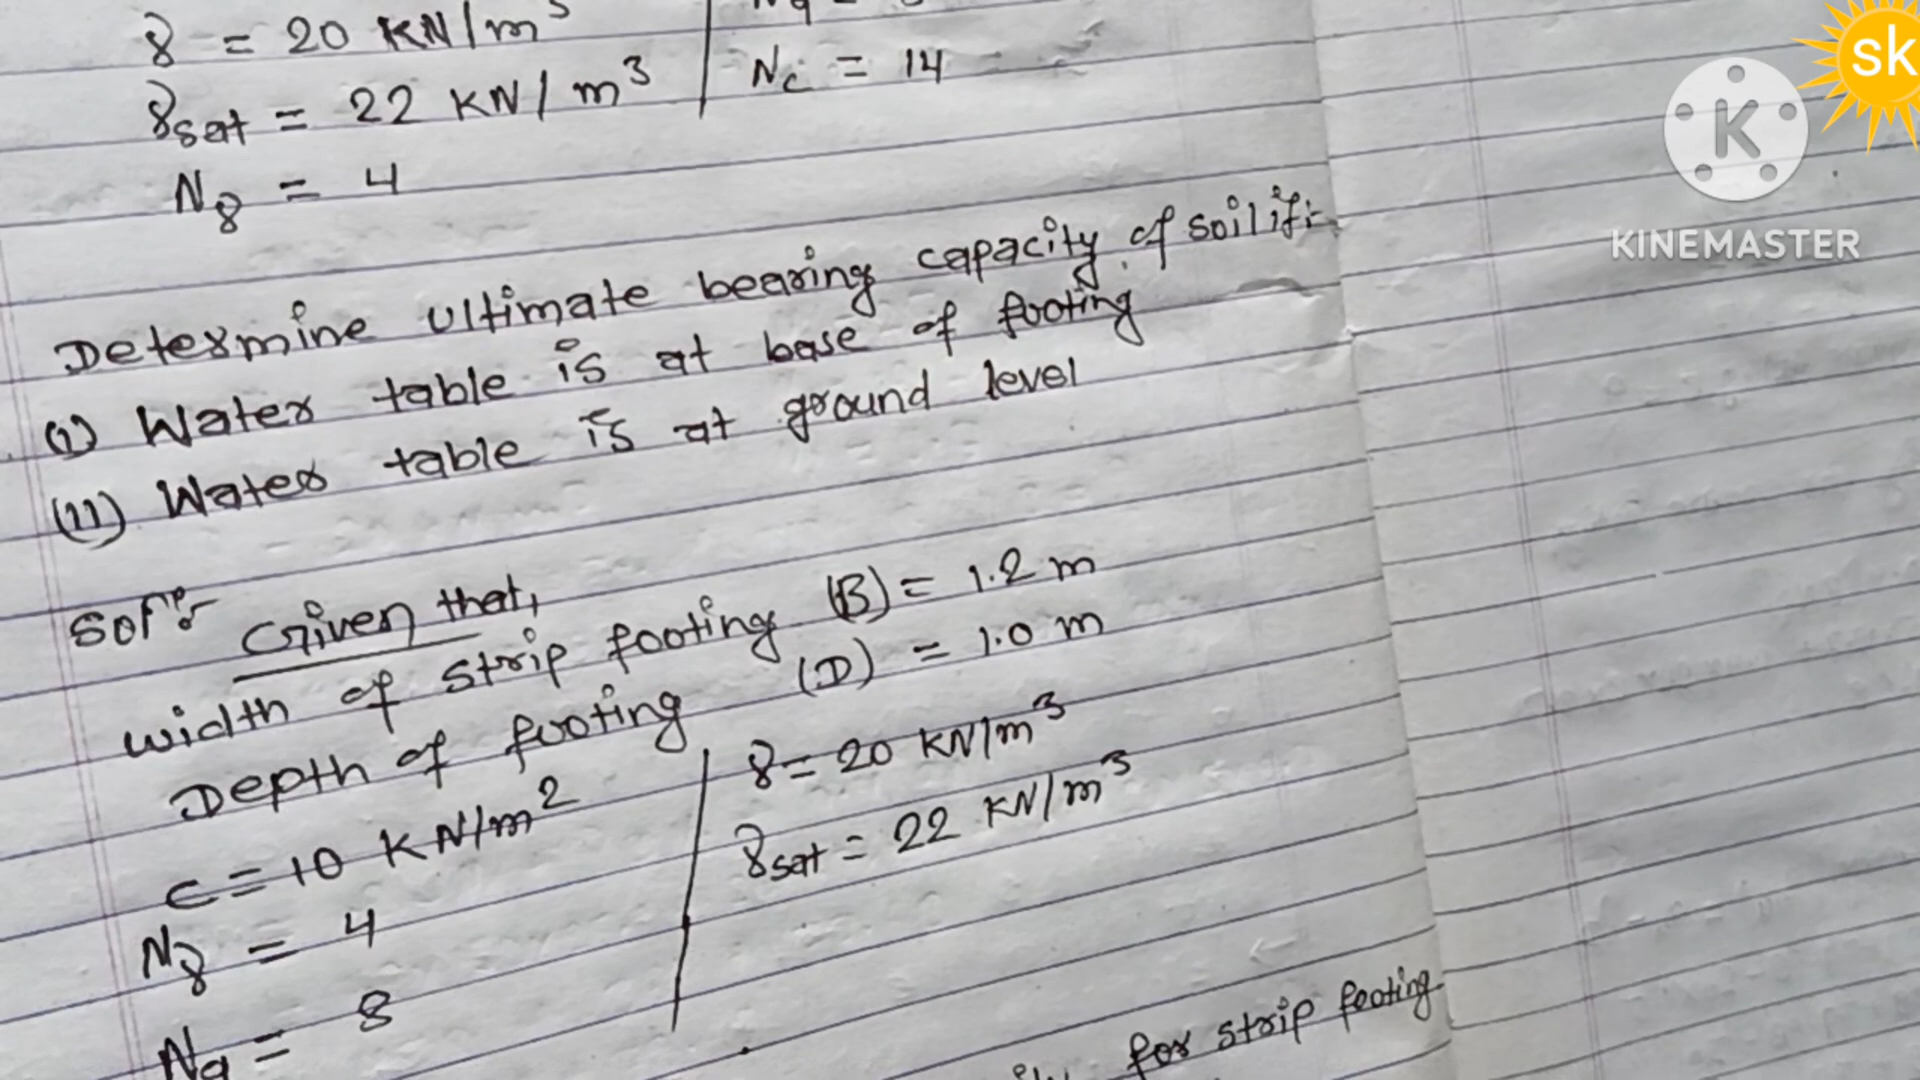 γ = 20 KN/m³
γsat = 22 KN/m³
Nc = 14
Nγ = 4
Determine ultimate bearing capacity of soil if:-
(i) Water table is at base of footing
(ii) Water table is at ground level
Soln:- Given that,
Width of strip footing (B) = 1.2 m
Depth of footing (D) = 1.0 m
c = 10 KN/m²
γ = 20 KN/m³
Nγ = 4
γsat = 22 KN/m³
Nq = 8
for strip footing
KINEMASTER
K
sk